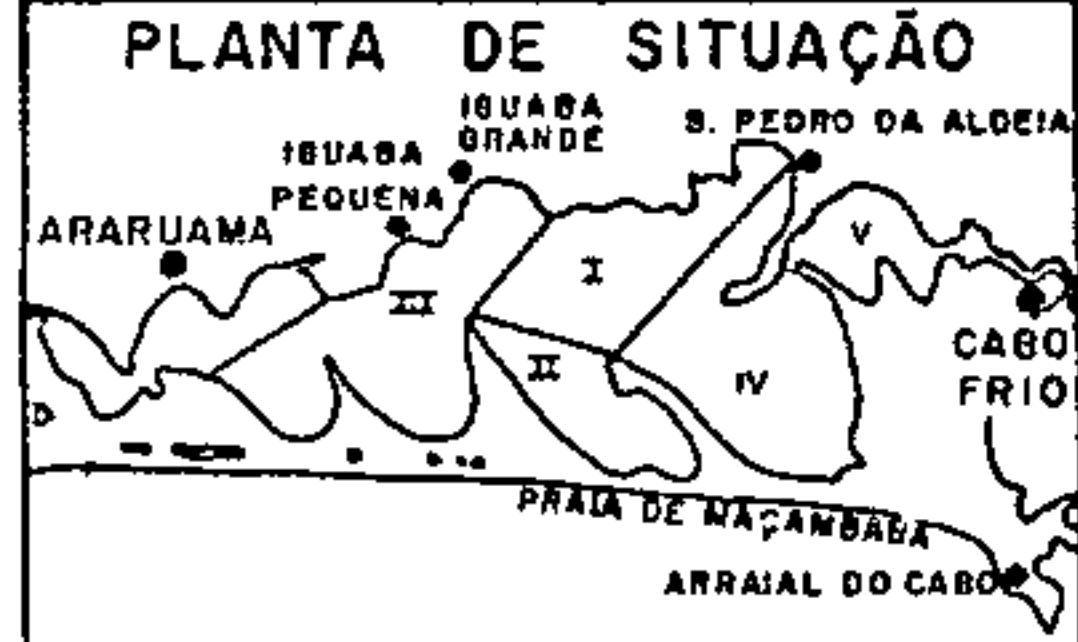 PLANTA DE SITUAÇÃO
IGUABA
GRANDE
S. PEDRO DA ALDEIA
IGUABA
PEQUENA
ARARUAMA
V
I
III
CABO
FRIO
II
IV
D
PRAIA DE MAÇAMBABA
ARRAIAL DO CABO